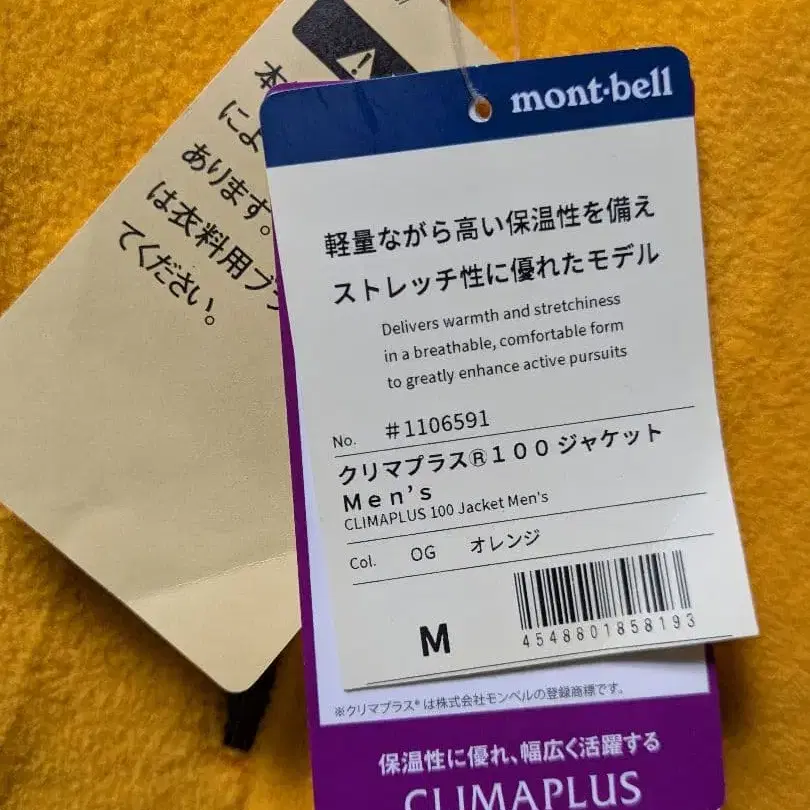 本
によ
あります。
は衣料用ブラ
てください。
mont·bell
軽量ながら高い保温性を備え
ストレッチ性に優れたモデル
Delivers warmth and stretchiness
in a breathable, comfortable form
to greatly enhance active pursuits
No. #1106591
クリマプラス®100 ジャケット
Men's
CLIMAPLUS 100 Jacket Men's
Col. OG オレンジ
M
4548801858193
※クリマプラス®は株式会社モンベルの登録商標です。
保温性に優れ、幅広く活躍する
CLIMAPLUS